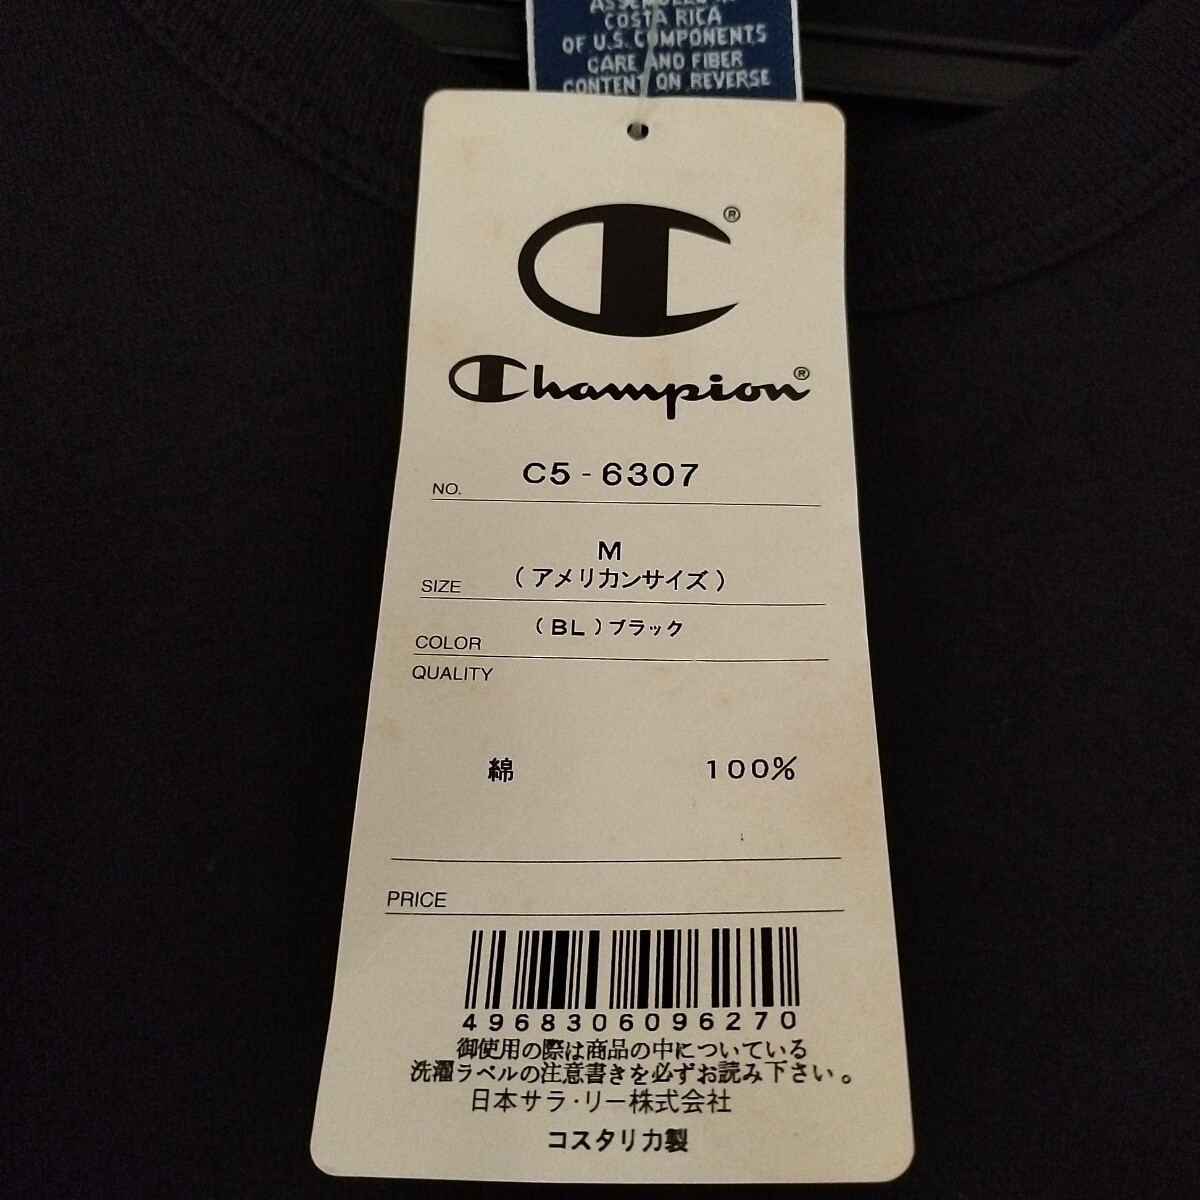 ASSEMBLED IN
COSTA RICA
OF U.S. COMPONENTS
CARE AND FIBER
CONTENT ON REVERSE
®
Champion®
NO. C5-6307
M
SIZE (アメリカンサイズ)
COLOR (BL)ブラック
QUALITY
綿 100%
PRICE
4968306096270
御使用の際は商品の中についている
洗濯ラベルの注意書きを必ずお読み下さい。
日本サラ・リー株式会社
コスタリカ製